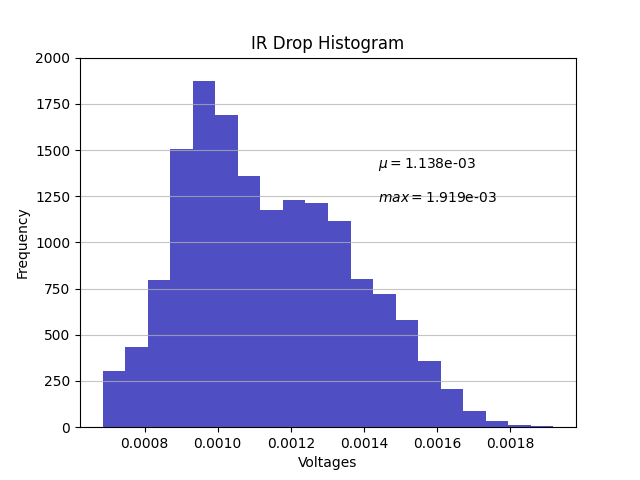 IR Drop Histogram
2000
1750
1500
1250
1000
750
500
250
0
Frequency
μ = 1.138e-03
max = 1.919e-03
0.0008 0.0010 0.0012 0.0014 0.0016 0.0018
Voltages